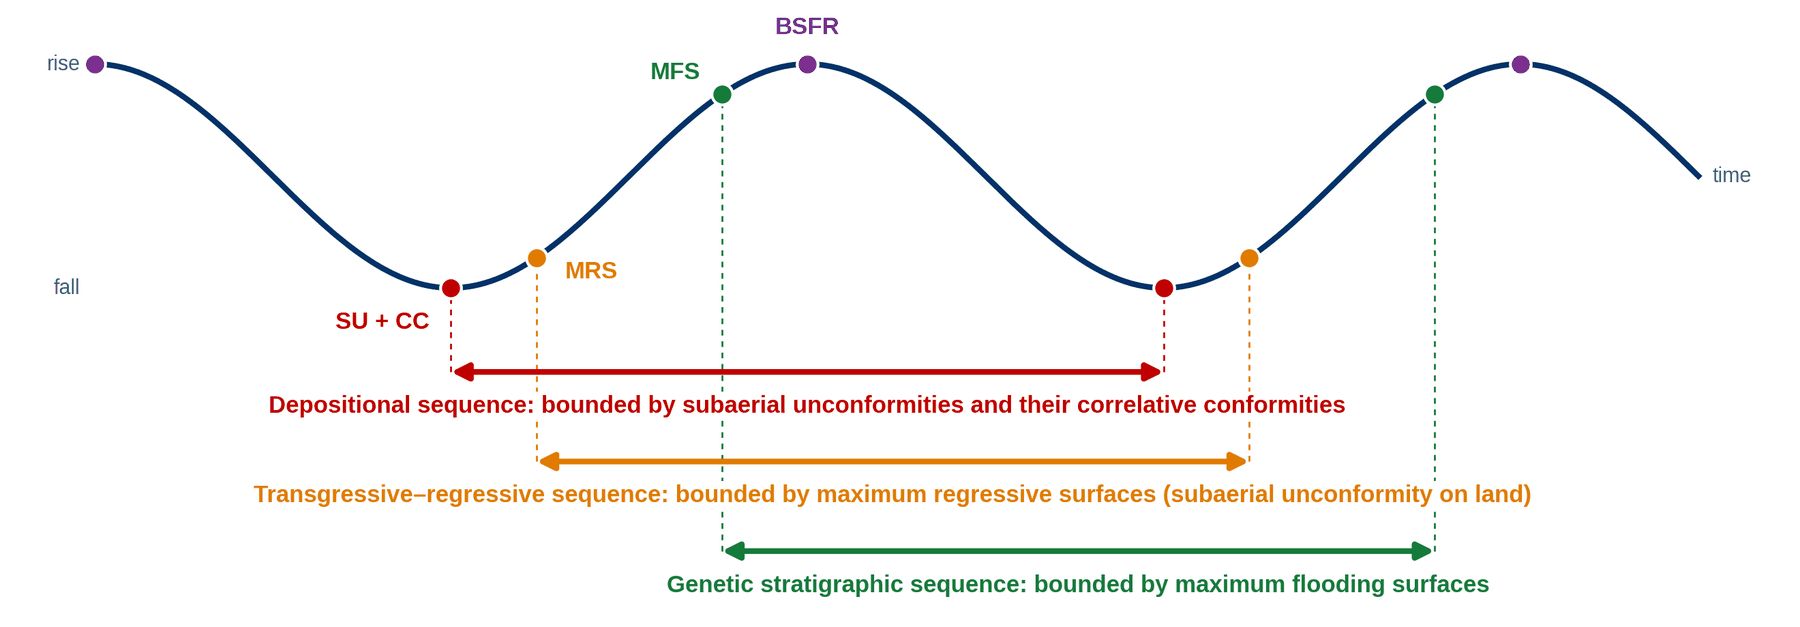 BSFR
rise
MFS
time
MRS
fall
SU + CC
Depositional sequence: bounded by subaerial unconformities and their correlative conformities
Transgressive–regressive sequence: bounded by maximum regressive surfaces (subaerial unconformity on land)
Genetic stratigraphic sequence: bounded by maximum flooding surfaces